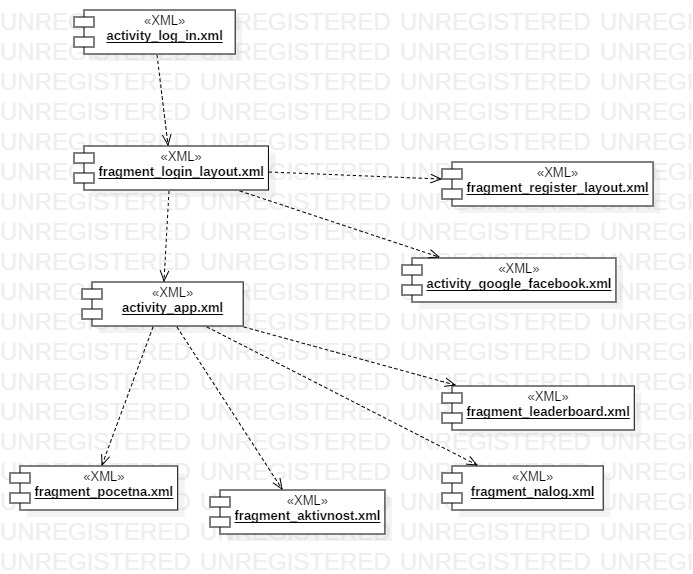 «XML»
activity_log_in.xml
«XML»
fragment_login_layout.xml
«XML»
fragment_register_layout.xml
«XML»
activity_google_facebook.xml
«XML»
activity_app.xml
«XML»
fragment_leaderboard.xml
«XML»
fragment_pocetna.xml
«XML»
fragment_aktivnost.xml
«XML»
fragment_nalog.xml
UNREGISTERED